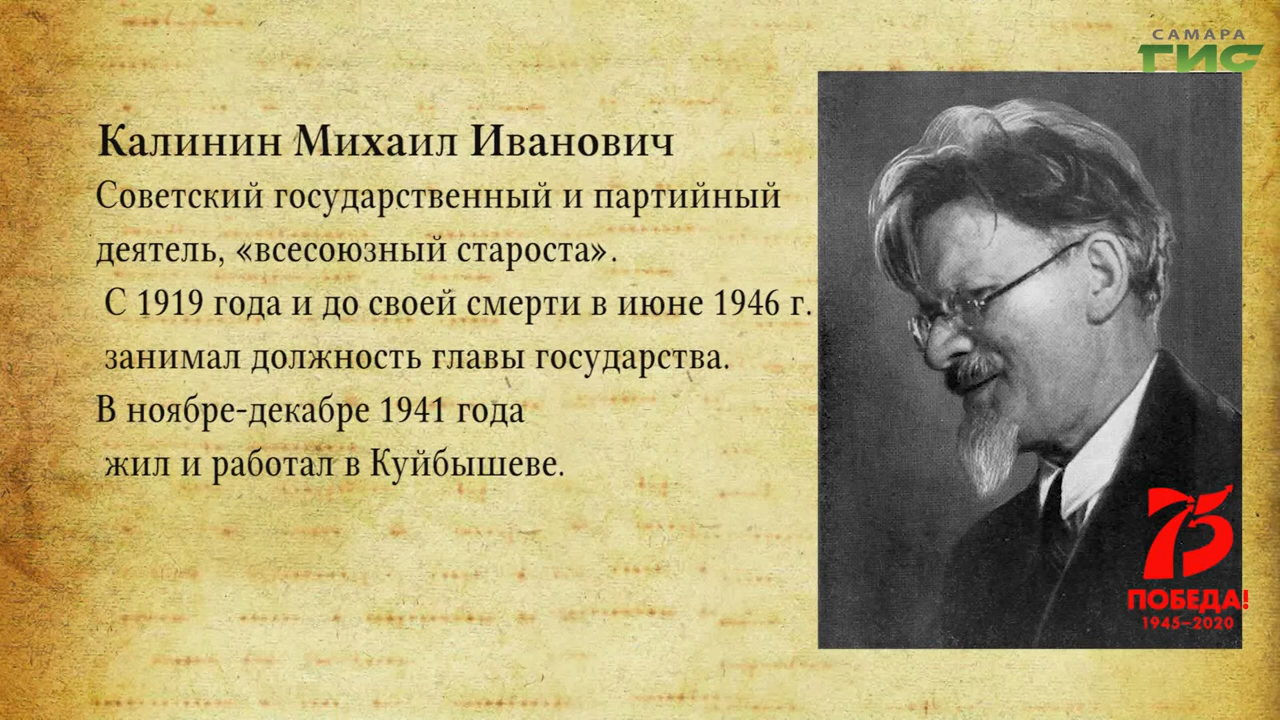 САМАРА
ГИС
Калинин Михаил Иванович
Советский государственный и партийный
деятель, «всесоюзный староста».
С 1919 года и до своей смерти в июне 1946 г.
занимал должность главы государства.
В ноябре-декабре 1941 года
жил и работал в Куйбышеве.
75
ПОБЕДА!
1945–2020